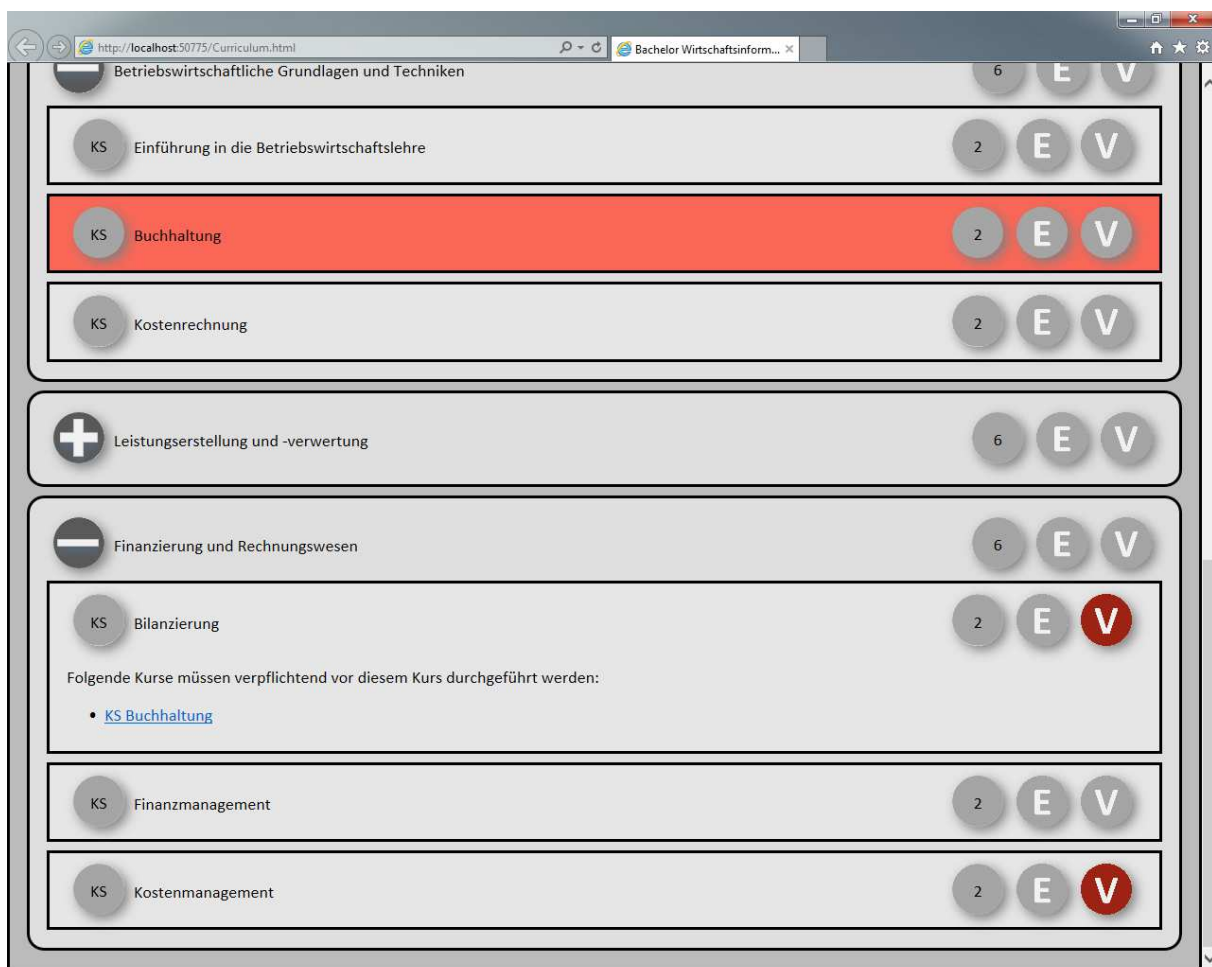 http://localhost:50775/Curriculum.html
Bachelor Wirtschaftsinform...
Betriebswirtschaftliche Grundlagen und Techniken 6 E V
KS Einführung in die Betriebswirtschaftslehre 2 E V
KS Buchhaltung 2 E V
KS Kostenrechnung 2 E V
Leistungserstellung und -verwertung 6 E V
Finanzierung und Rechnungswesen 6 E V
KS Bilanzierung 2 E V
Folgende Kurse müssen verpflichtend vor diesem Kurs durchgeführt werden:
• KS Buchhaltung
KS Finanzmanagement 2 E V
KS Kostenmanagement 2 E V